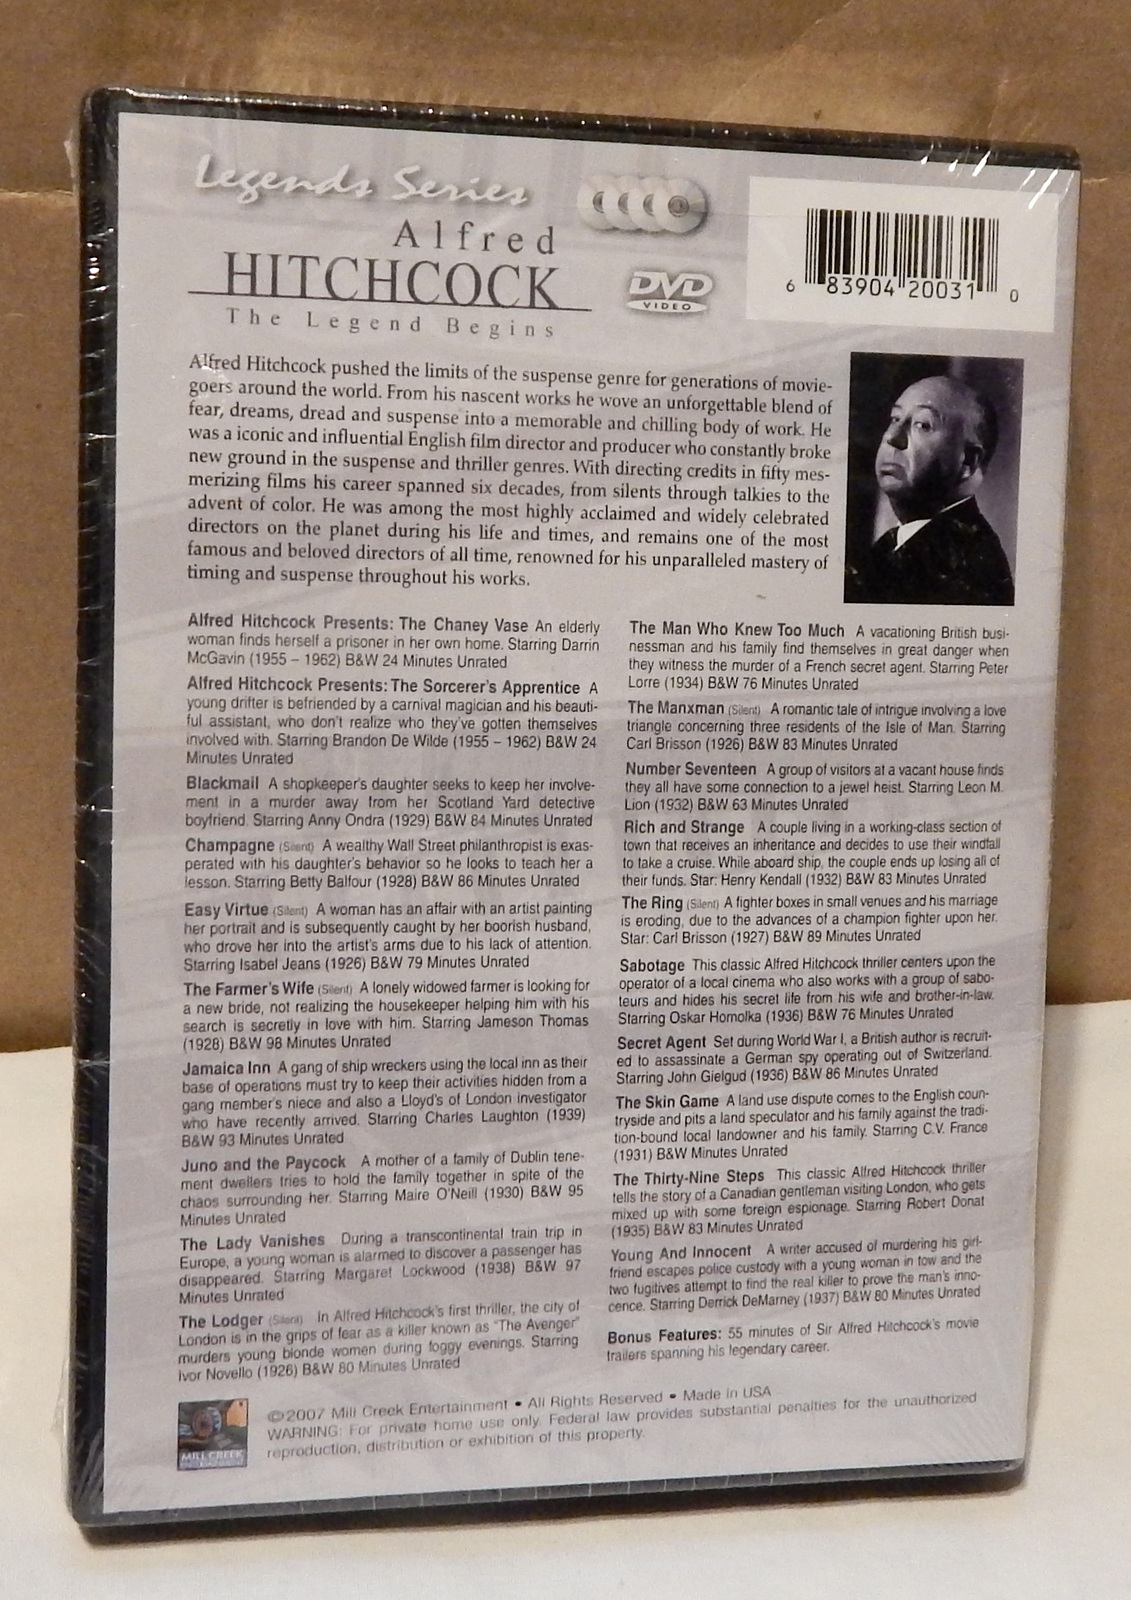 Legends Series
Alfred
HITCHCOCK
The Legend Begins
DVD
VIDEO
6 83904 20031 0
Alfred Hitchcock pushed the limits of the suspense genre for generations of movie-
goers around the world. From his nascent works he wove an unforgettable blend of
fear, dreams, dread and suspense into a memorable and chilling body of work. He
was a iconic and influential English film director and producer who constantly broke
new ground in the suspense and thriller genres. With directing credits in fifty mes-
merizing films his career spanned six decades, from silents through talkies to the
advent of color. He was among the most highly acclaimed and widely celebrated
directors on the planet during his life and times, and remains one of the most
famous and beloved directors of all time, renowned for his unparalleled mastery of
timing and suspense throughout his works.
Alfred Hitchcock Presents: The Chaney Vase An elderly
woman finds herself a prisoner in her own home. Starring Darrin
McGavin (1955 – 1962) B&W 24 Minutes Unrated
Alfred Hitchcock Presents: The Sorcerer's Apprentice A
young drifter is befriended by a carnival magician and his beauti-
ful assistant, who don't realize who they've gotten themselves
involved with. Starring Brandon De Wilde (1955 – 1962) B&W 24
Minutes Unrated
Blackmail A shopkeeper's daughter seeks to keep her involve-
ment in a murder away from her Scotland Yard detective
boyfriend. Starring Anny Ondra (1929) B&W 84 Minutes Unrated
Champagne (Silent) A wealthy Wall Street philanthropist is exas-
perated with his daughter's behavior so he looks to teach her a
lesson. Starring Betty Balfour (1928) B&W 86 Minutes Unrated
Easy Virtue (Silent) A woman has an affair with an artist painting
her portrait and is subsequently caught by her boorish husband,
who drove her into the artist's arms due to his lack of attention.
Starring Isabel Jeans (1926) B&W 79 Minutes Unrated
The Farmer's Wife (Silent) A lonely widowed farmer is looking for
a new bride, not realizing the housekeeper helping him with his
search is secretly in love with him. Starring Jameson Thomas
(1928) B&W 98 Minutes Unrated
Jamaica Inn A gang of ship wreckers using the local inn as their
base of operations must try to keep their activities hidden from a
gang member's niece and also a Lloyd's of London investigator
who have recently arrived. Starring Charles Laughton (1939)
B&W 93 Minutes Unrated
Juno and the Paycock A mother of a family of Dublin tene-
ment dwellers tries to hold the family together in spite of the
chaos surrounding her. Starring Maire O'Neill (1930) B&W 95
Minutes Unrated
The Lady Vanishes During a transcontinental train trip in
Europe, a young woman is alarmed to discover a passenger has
disappeared. Starring Margaret Lockwood (1938) B&W 97
Minutes Unrated
The Lodger (Silent) In Alfred Hitchcock's first thriller, the city of
London is in the grips of fear as a killer known as "The Avenger"
murders young blonde women during foggy evenings. Starring
Ivor Novello (1926) B&W 80 Minutes Unrated
The Man Who Knew Too Much A vacationing British busi-
nessman and his family find themselves in great danger when
they witness the murder of a French secret agent. Starring Peter
Lorre (1934) B&W 76 Minutes Unrated
The Manxman (Silent) A romantic tale of intrigue involving a love
triangle concerning three residents of the Isle of Man. Starring
Carl Brisson (1926) B&W 83 Minutes Unrated
Number Seventeen A group of visitors at a vacant house finds
they all have some connection to a jewel heist. Starring Leon M.
Lion (1932) B&W 63 Minutes Unrated
Rich and Strange A couple living in a working-class section of
town that receives an inheritance and decides to use their windfall
to take a cruise. While aboard ship, the couple ends up losing all of
their funds. Star: Henry Kendall (1932) B&W 83 Minutes Unrated
The Ring (Silent) A fighter boxes in small venues and his marriage
is eroding, due to the advances of a champion fighter upon her.
Star: Carl Brisson (1927) B&W 89 Minutes Unrated
Sabotage This classic Alfred Hitchcock thriller centers upon the
operator of a local cinema who also works with a group of sabo-
teurs and hides his secret life from his wife and brother-in-law.
Starring Oskar Homolka (1936) B&W 76 Minutes Unrated
Secret Agent Set during World War I, a British author is recruit-
ed to assassinate a German spy operating out of Switzerland.
Starring John Gielgud (1936) B&W 86 Minutes Unrated
The Skin Game A land use dispute comes to the English coun-
tryside and pits a land speculator and his family against the tradi-
tion-bound local landowner and his family. Starring C.V. France
(1931) B&W Minutes Unrated
The Thirty-Nine Steps This classic Alfred Hitchcock thriller
tells the story of a Canadian gentleman visiting London, who gets
mixed up with some foreign espionage. Starring Robert Donat
(1935) B&W 83 Minutes Unrated
Young And Innocent A writer accused of murdering his girl-
friend escapes police custody with a young woman in tow and the
two fugitives attempt to find the real killer to prove the man's inno-
cence. Starring Derrick DeMarney (1937) B&W 80 Minutes Unrated
Bonus Features: 55 minutes of Sir Alfred Hitchcock's movie
trailers spanning his legendary career.
MILL CREEK
©2007 Mill Creek Entertainment • All Rights Reserved • Made in USA
WARNING: For private home use only. Federal law provides substantial penalties for the unauthorized
reproduction, distribution or exhibition of this property.